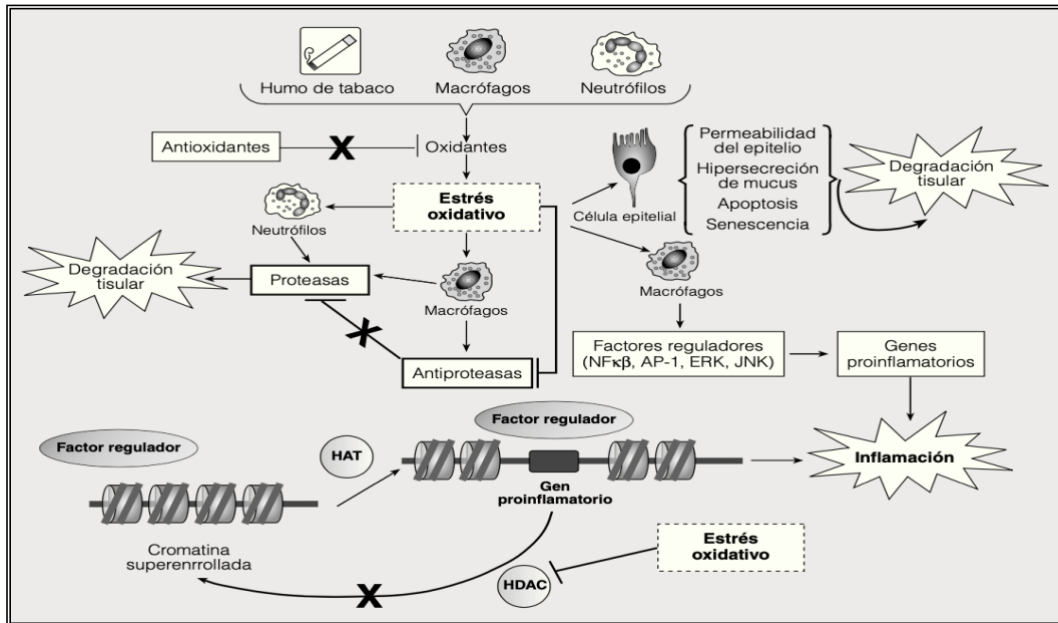 Humo de tabaco
Macrófagos
Neutrófilos
Antioxidantes
X
Oxidantes
Estrés
oxidativo
Neutrófilos
Célula epitelial
Permeabilidad
del epitelio
Hipersecreción
de mucus
Apoptosis
Senescencia
Degradación
tisular
Degradación
tisular
Proteasas
Macrófagos
Macrófagos
X
Antiproteasas
Factores reguladores
(NFκβ, AP-1, ERK, JNK)
Genes
proinflamatorios
Factor regulador
HAT
Factor regulador
Gen
proinflamatorio
Inflamación
Cromatina
superenrrollada
X
HDAC
Estrés
oxidativo